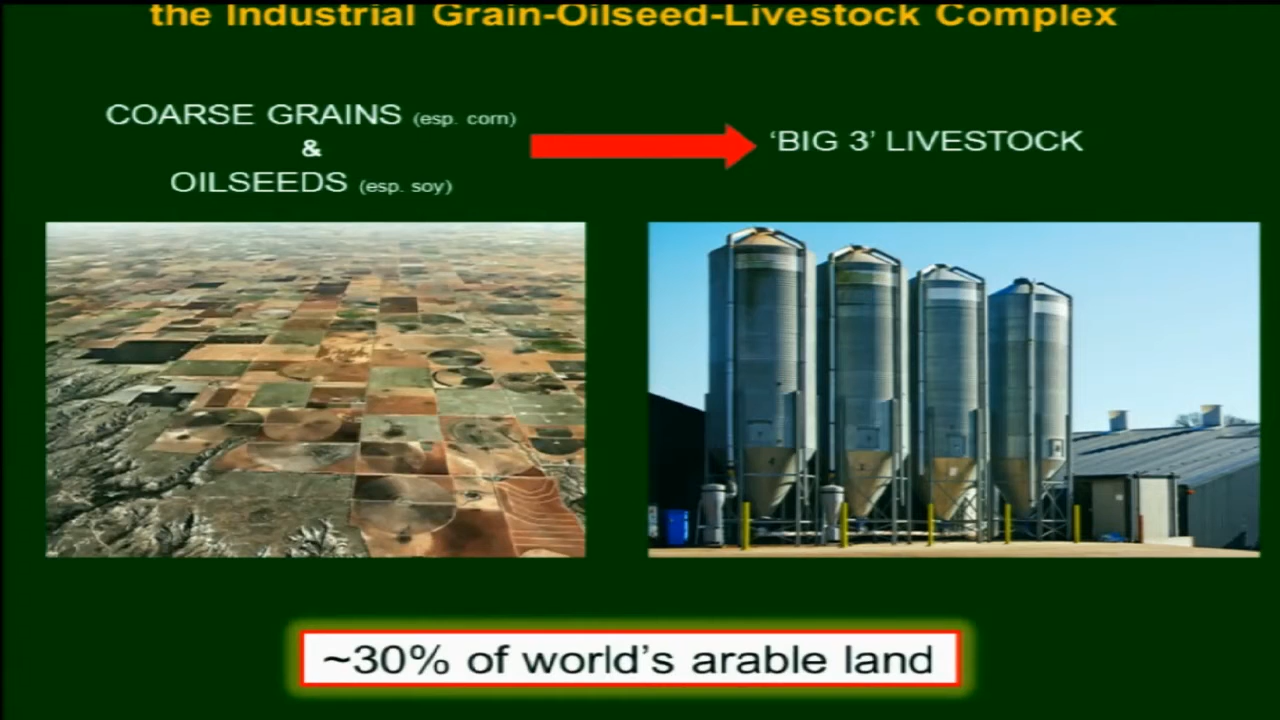 the Industrial Grain-Oilseed-Livestock Complex
COARSE GRAINS (esp. corn)
&
OILSEEDS (esp. soy)
‘BIG 3’ LIVESTOCK
~30% of world’s arable land